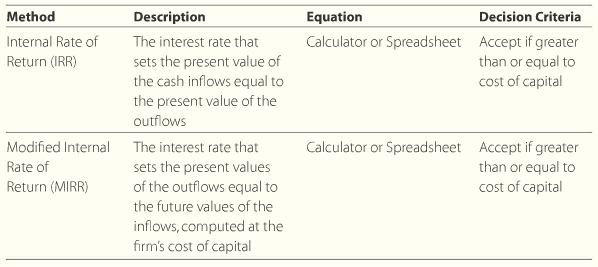 Method Description Equation Decision Criteria
Internal Rate of The interest rate that Calculator or Spreadsheet Accept if greater
Return (IRR) sets the present value of than or equal to
the cash inflows equal to cost of capital
the present value of the
outflows
Modified Internal The interest rate that Calculator or Spreadsheet Accept if greater
Rate of sets the present values than or equal to
Return (MIRR) of the outflows equal to cost of capital
the future values of the
inflows, computed at the
firm's cost of capital